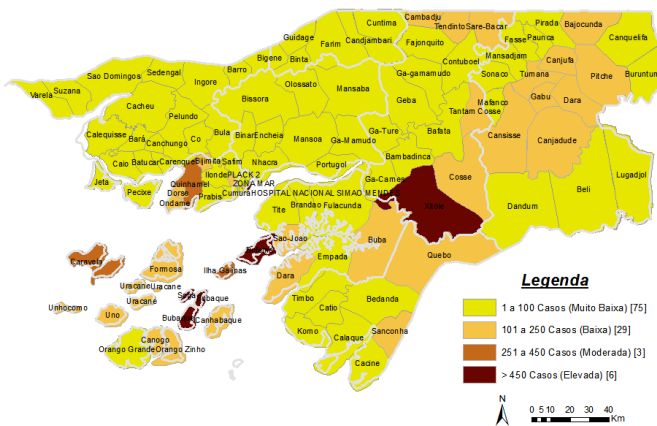 Cambadju
Cuntima
Tendinto
Sare-Bacar
Pirada
Bajocunda
Guidage
Farim
Candjambari
Fajonquito
Fasse
Paunca
Canquelifa
Bigene
Binta
Contuboel
Mansadjam
Canjufa
Barro
Ga-gamamudo
Sonaco
Tumana
Pitche
Buruntuma
Sao Domingos
Sedengal
Ingore
Olossato
Mansaba
Suzana
Varela
Bissora
Geba
Mafanco
Gabu
Dara
Cacheu
Pelundo
Tantam Cosse
Calequisse
Bará
Co
Bula
Binar
Encheia
Mansoa
Ga-Mamudo
Ga-Ture
Bafata
Cansisse
Canjadude
Canchungo
Caio
Batucar
Carenque
Bijimita
Safim
Nhacra
Portugol
Bambadinca
Jeta
Pecixe
Quinhamel
Ilonde
PLACK 2
ZONA MAR
Ga-Carnes
Cosse
Lugadjol
Dorse
Ondame
Prabis
Cumura
HOSPITAL NACIONAL SIMAO MENDES
Beli
Tite
Brandao
Fulacunda
Xitole
Dandum
Sao-Joao
Buba
Quebo
Caravela
Formosa
Ilha Galinas
Empada
Dara
Uracane
Uracane
Unhocomo
Uno
Uracane
Bubaque
Canhabaque
Timbo
Catio
Bedanda
Canogo
Orango Grande
Orango Zinho
Komo
Calaque
Sanconha
Cacine
Legenda
1 a 100 Casos (Muito Baixa) [75]
101 a 250 Casos (Baixa) [29]
251 a 450 Casos (Moderada) [3]
> 450 Casos (Elevada) [6]
N
0 5 10 20 30 40
Km